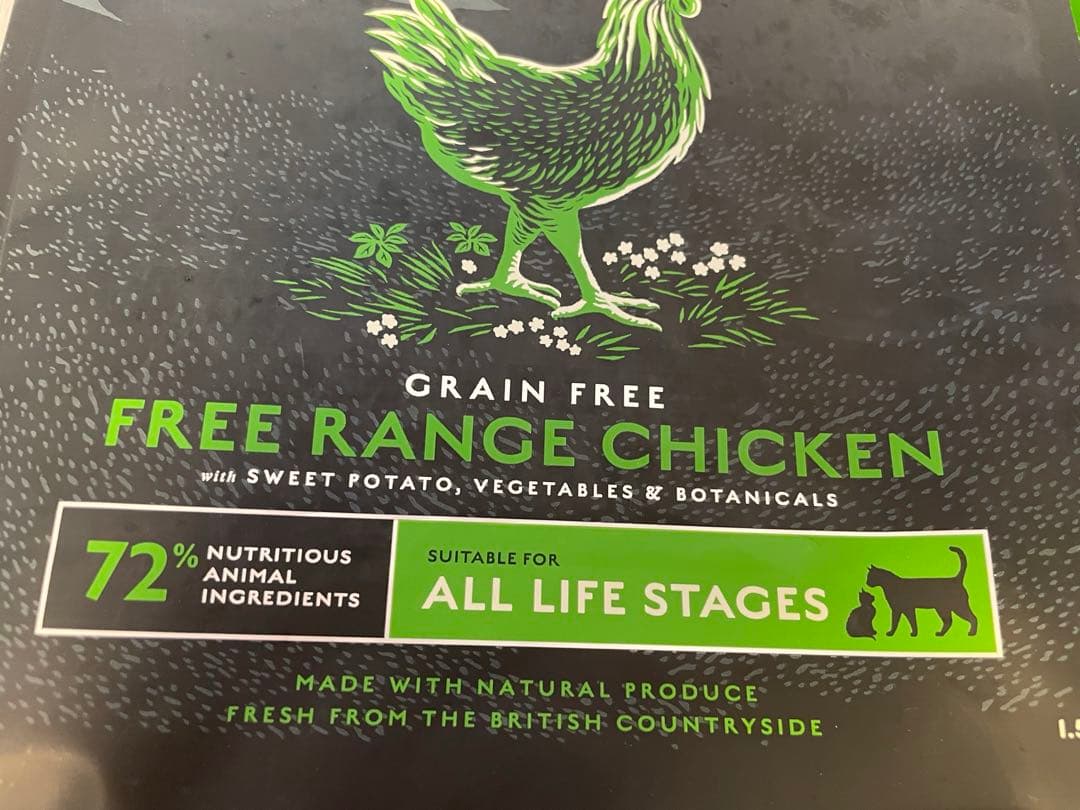 GRAIN FREE
FREE RANGE CHICKEN
with SWEET POTATO, VEGETABLES & BOTANICALS
72% NUTRITIOUS
ANIMAL
INGREDIENTS
SUITABLE FOR
ALL LIFE STAGES
MADE WITH NATURAL PRODUCE
FRESH FROM THE BRITISH COUNTRYSIDE